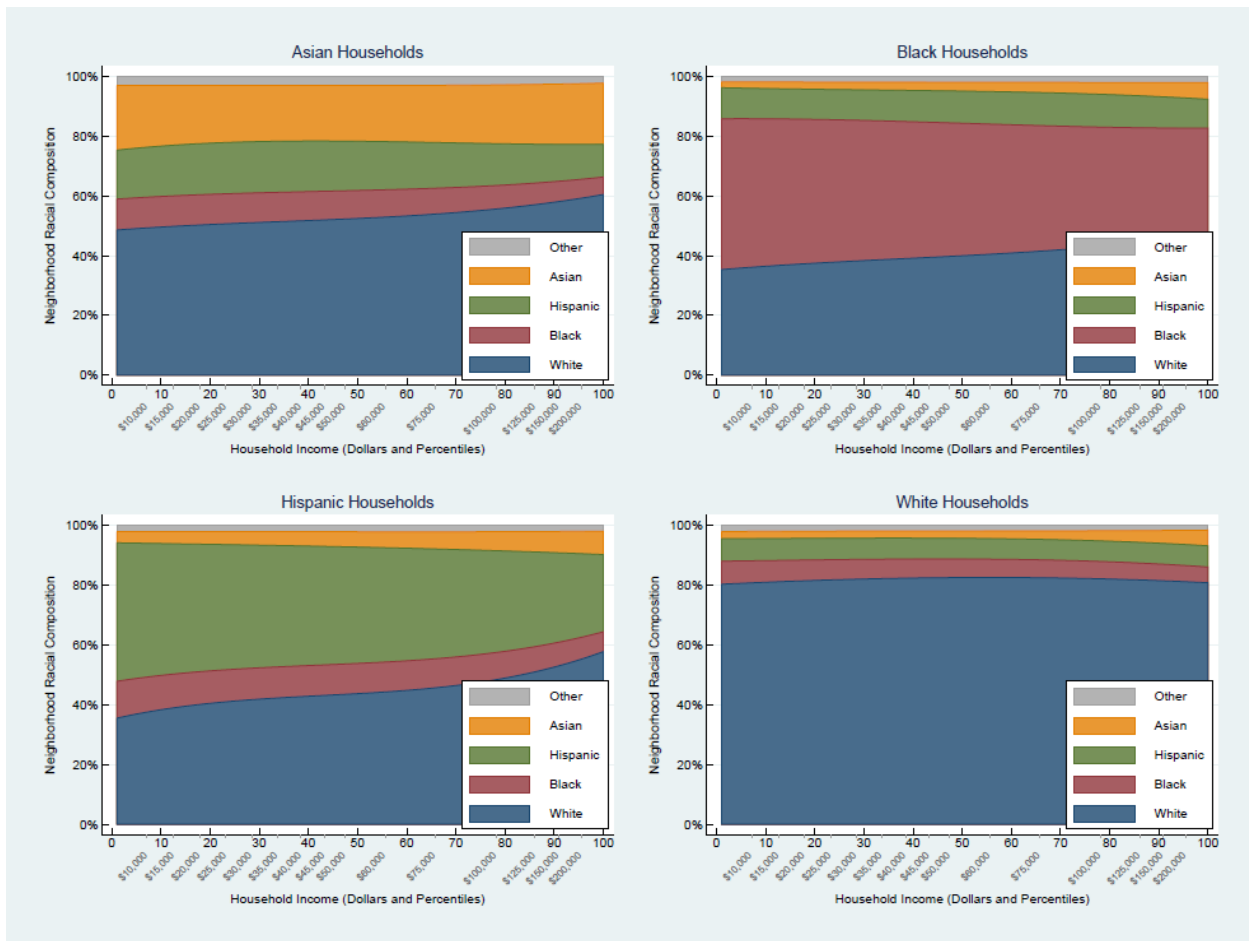 Asian Households
Neighborhood Racial Composition
100%
80%
60%
40%
20%
0%
Other
Asian
Hispanic
Black
White
0 10 20 30 40 50 60 70 80 90 100
$10,000 $15,000 $20,000 $25,000 $30,000 $35,000 $40,000 $45,000 $50,000 $60,000 $75,000 $100,000 $125,000 $150,000 $200,000
Household Income (Dollars and Percentiles)
Black Households
Neighborhood Racial Composition
100%
80%
60%
40%
20%
0%
Other
Asian
Hispanic
Black
White
0 10 20 30 40 50 60 70 80 90 100
$10,000 $15,000 $20,000 $25,000 $30,000 $35,000 $40,000 $45,000 $50,000 $60,000 $75,000 $100,000 $125,000 $150,000 $200,000
Household Income (Dollars and Percentiles)
Hispanic Households
Neighborhood Racial Composition
100%
80%
60%
40%
20%
0%
Other
Asian
Hispanic
Black
White
0 10 20 30 40 50 60 70 80 90 100
$10,000 $15,000 $20,000 $25,000 $30,000 $35,000 $40,000 $45,000 $50,000 $60,000 $75,000 $100,000 $125,000 $150,000 $200,000
Household Income (Dollars and Percentiles)
White Households
Neighborhood Racial Composition
100%
80%
60%
40%
20%
0%
Other
Asian
Hispanic
Black
White
0 10 20 30 40 50 60 70 80 90 100
$10,000 $15,000 $20,000 $25,000 $30,000 $35,000 $40,000 $45,000 $50,000 $60,000 $75,000 $100,000 $125,000 $150,000 $200,000
Household Income (Dollars and Percentiles)